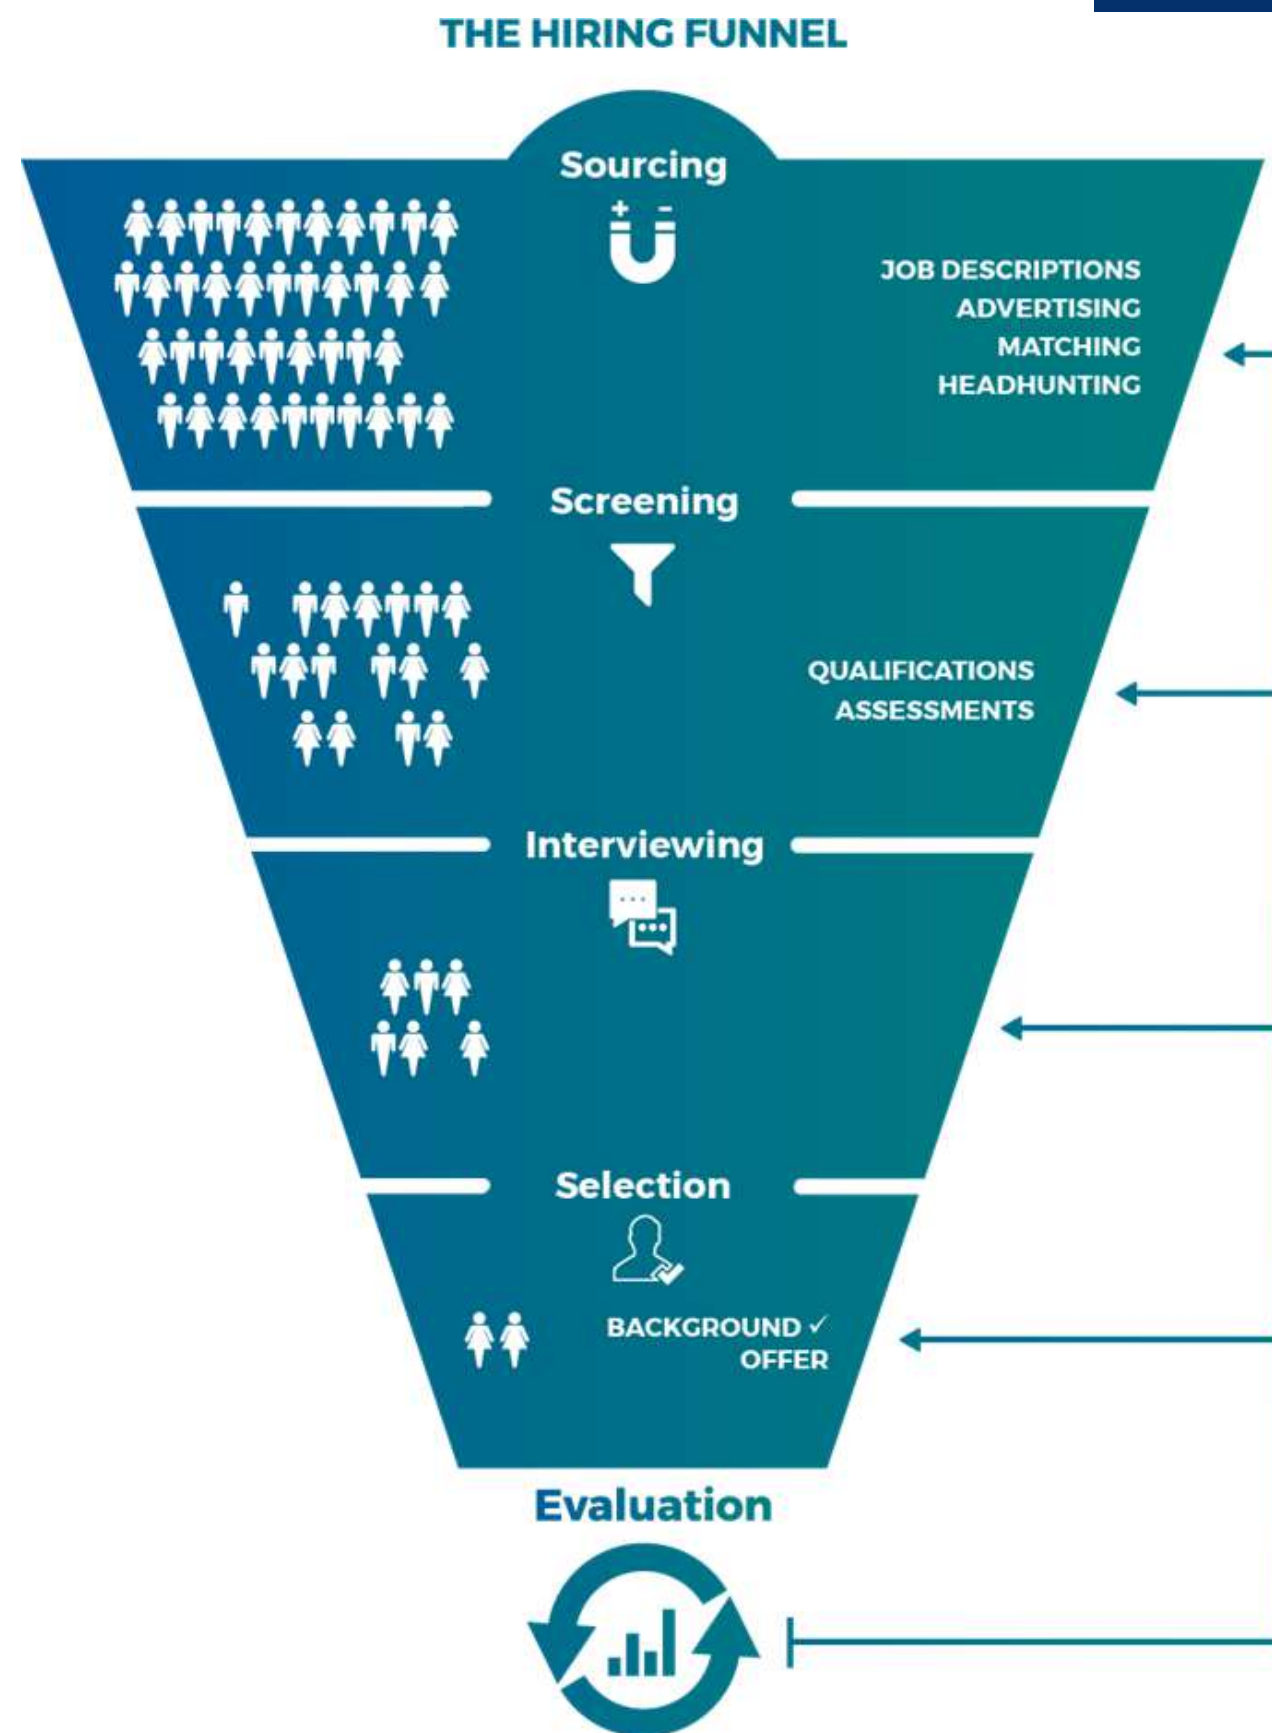 THE HIRING FUNNEL
Sourcing
JOB DESCRIPTIONS
ADVERTISING
MATCHING
HEADHUNTING
Screening
QUALIFICATIONS
ASSESSMENTS
Interviewing
Selection
BACKGROUND ✓
OFFER
Evaluation